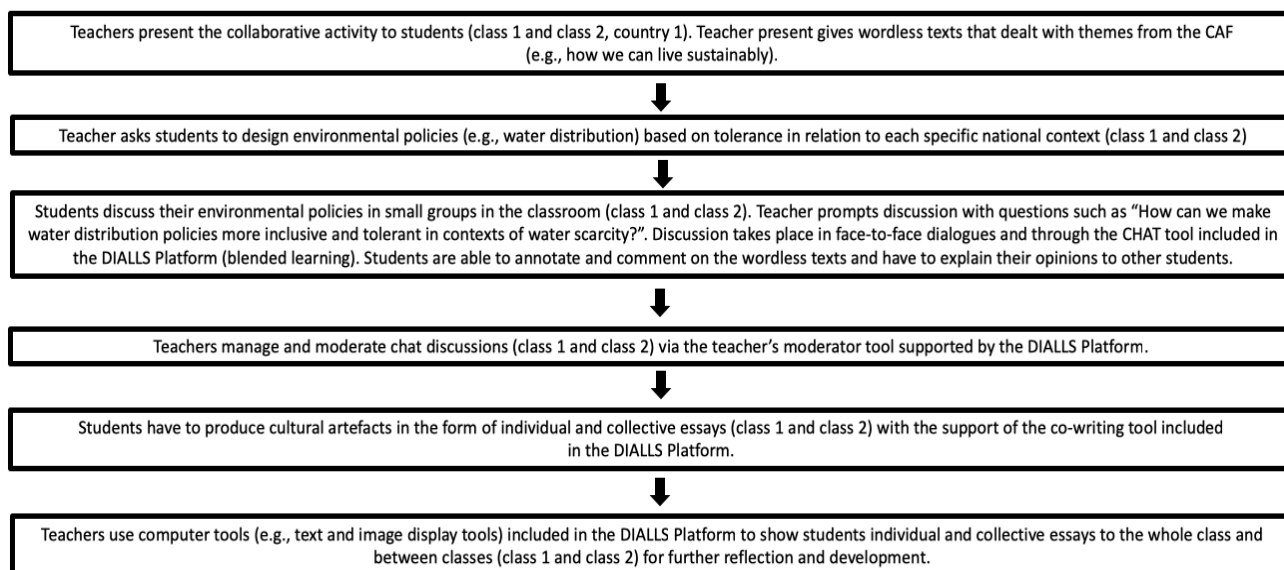 Teachers present the collaborative activity to students (class 1 and class 2, country 1). Teacher present gives wordless texts that dealt with themes from the CAF
(e.g., how we can live sustainably).
Teacher asks students to design environmental policies (e.g., water distribution) based on tolerance in relation to each specific national context (class 1 and class 2)
Students discuss their environmental policies in small groups in the classroom (class 1 and class 2). Teacher prompts discussion with questions such as “How can we make
water distribution policies more inclusive and tolerant in contexts of water scarcity?”. Discussion takes place in face-to-face dialogues and through the CHAT tool included in
the DIALLS Platform (blended learning). Students are able to annotate and comment on the wordless texts and have to explain their opinions to other students.
Teachers manage and moderate chat discussions (class 1 and class 2) via the teacher’s moderator tool supported by the DIALLS Platform.
Students have to produce cultural artefacts in the form of individual and collective essays (class 1 and class 2) with the support of the co-writing tool included
in the DIALLS Platform.
Teachers use computer tools (e.g., text and image display tools) included in the DIALLS Platform to show students individual and collective essays to the whole class and
between classes (class 1 and class 2) for further reflection and development.